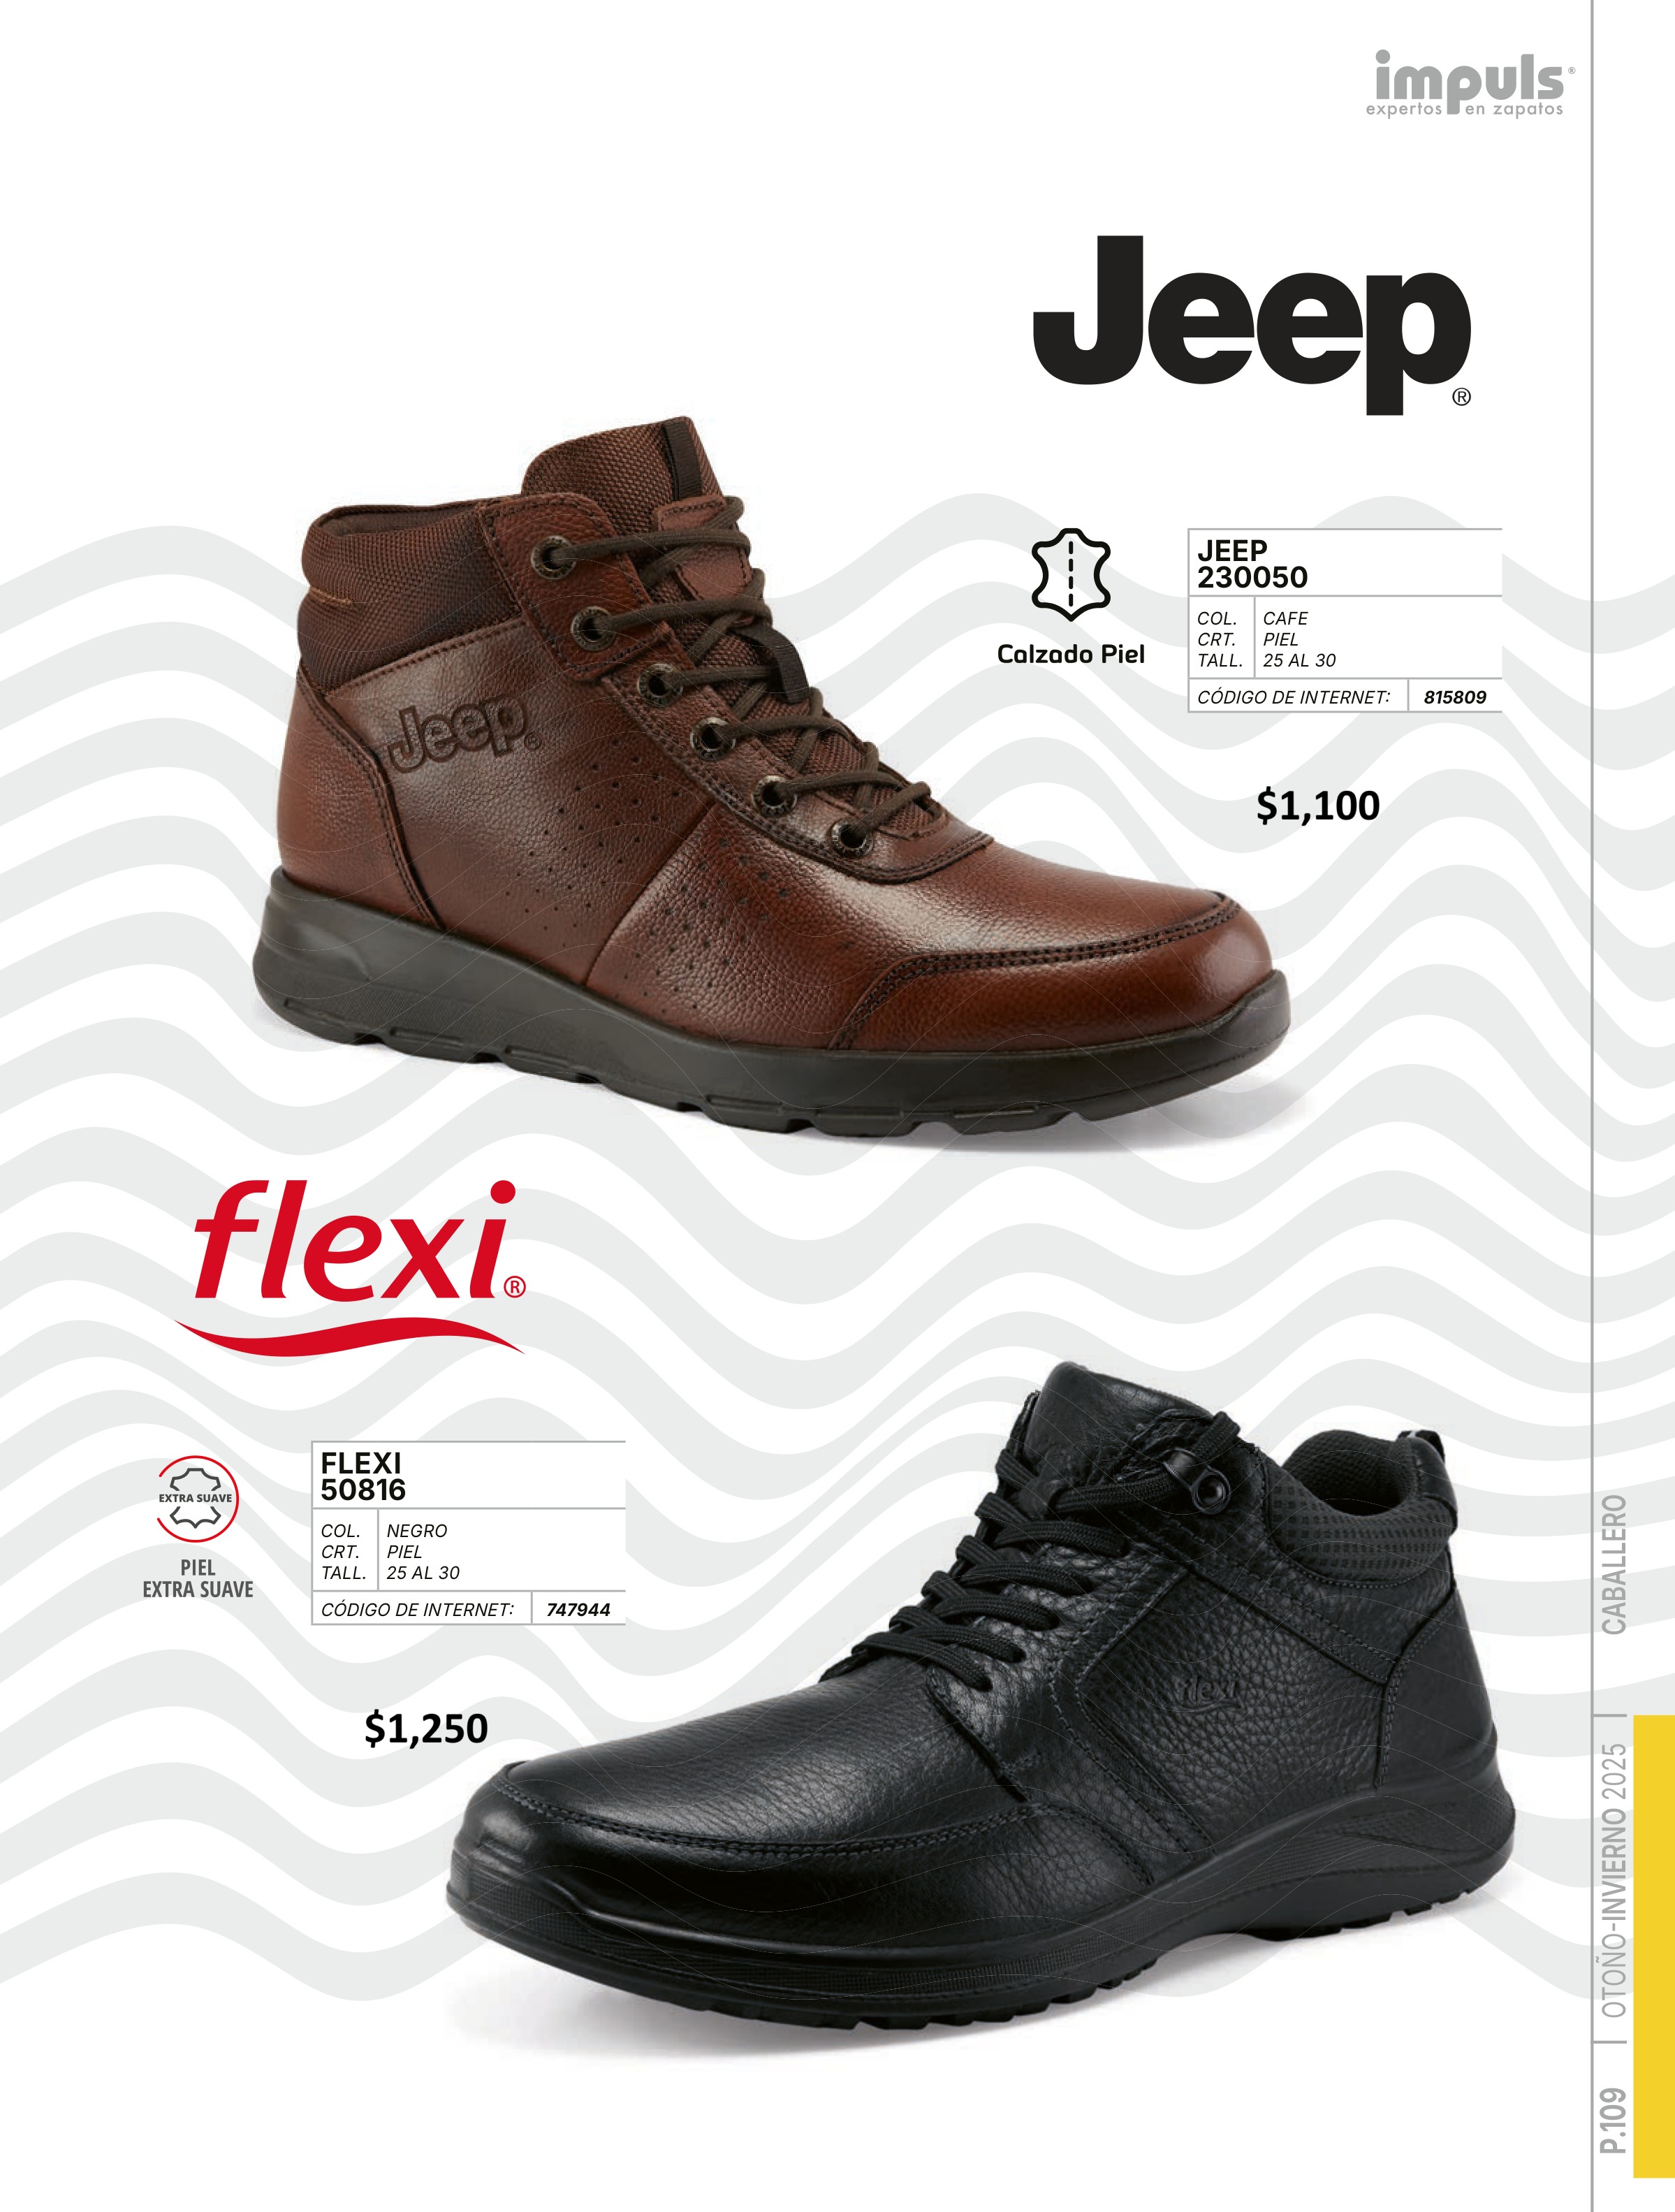 impuls®
expertos en zapatos
Jeep®
Calzado Piel
JEEP
230050
COL. CAFE
CRT. PIEL
TALL. 25 AL 30
CÓDIGO DE INTERNET: 815809
$1,100
Jeep®
flexi®
EXTRA SUAVE
PIEL
EXTRA SUAVE
FLEXI
50816
COL. NEGRO
CRT. PIEL
TALL. 25 AL 30
CÓDIGO DE INTERNET: 747944
$1,250
flexi
CABALLERO
OTOÑO-INVIERNO 2025
P.109